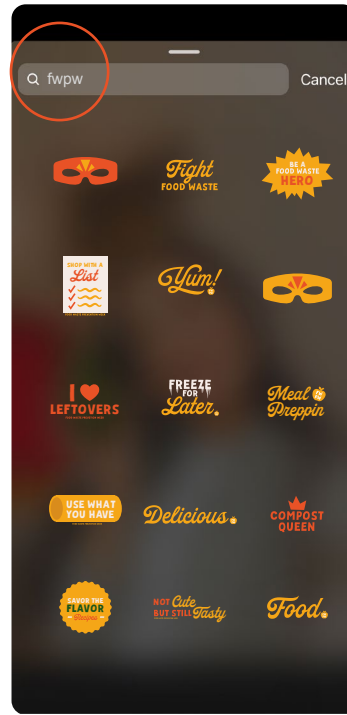 fwpw
Cancel
Fight
FOOD WASTE
BE A
FOOD WASTE
HERO
SHOP WITH A
List
Yum!
I
LEFTOVERS
FREEZE
FOR
Later.
Meal
Preppin
USE WHAT
YOU HAVE
Delicious.
COMPOST
QUEEN
SAVOR THE
FLAVOR
Recipes
NOT Cute
BUT STILL Tasty
Food.